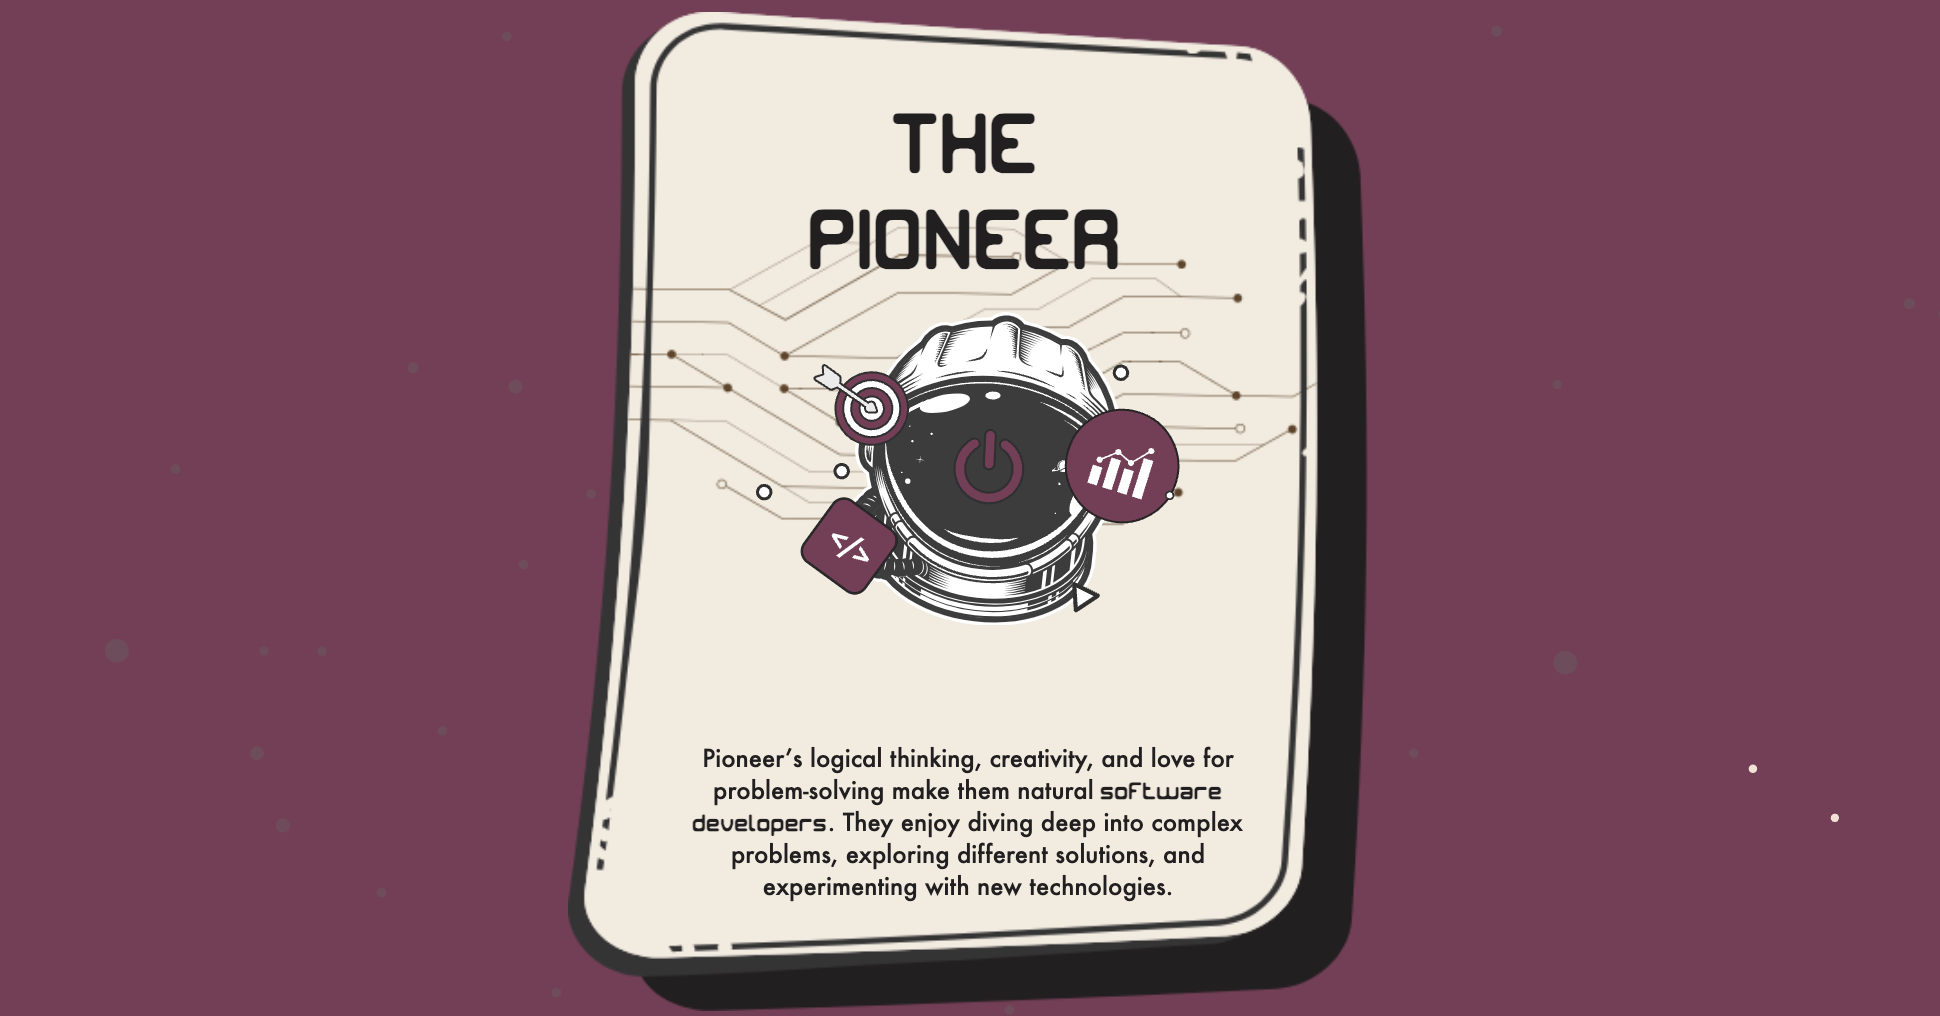 THE
PIONEER
</>
Pioneer’s logical thinking, creativity, and love for
problem-solving make them natural software
developers. They enjoy diving deep into complex
problems, exploring different solutions, and
experimenting with new technologies.